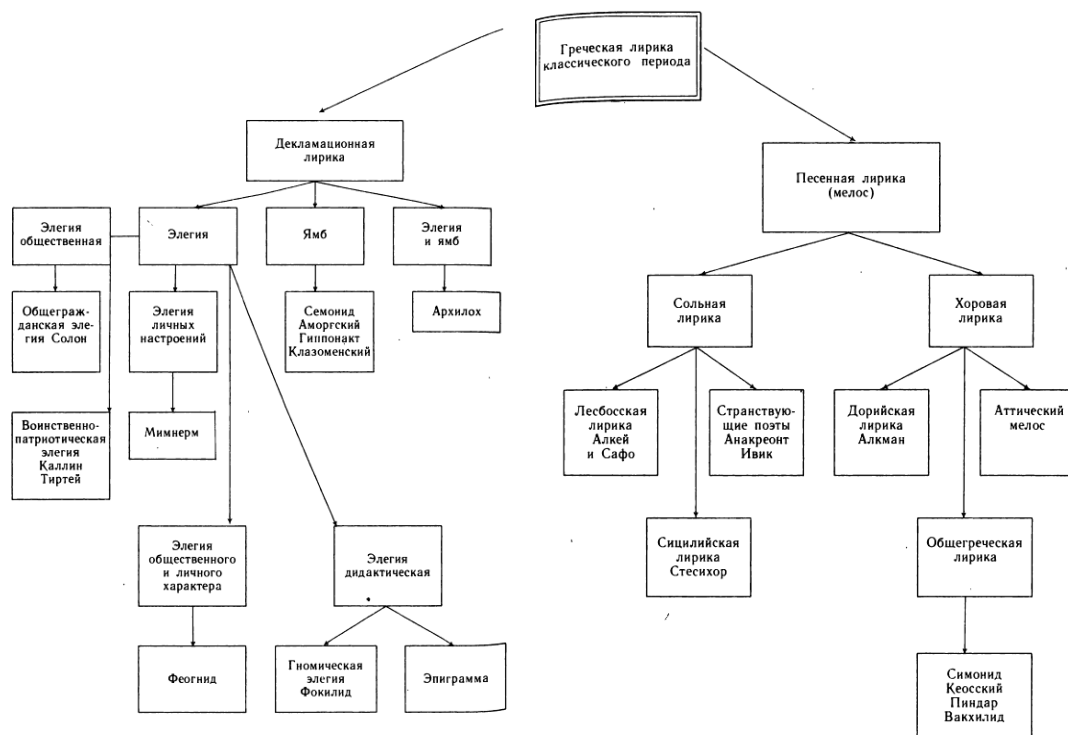 Греческая лирика
классического периода
Декламационная
лирика
Песенная лирика
(мелос)
Элегия
общественная
Элегия
Ямб
Элегия
и ямб
Общеграж-
данская эле-
гия Солон
Элегия
личных
настроений
Семонид
Аморгский
Гиппонакт
Клазоменский
Архилох
Воинственно-
патриотическая
элегия
Каллин
Тиртей
Мимнерм
Элегия
общественного
и личного
характера
Элегия
дидактическая
Феогнид
Гномическая
элегия
Фокилид
Эпиграмма
Сольная
лирика
Хоровая
лирика
Лесбосская
лирика
Алкей
и Сафо
Странствую-
щие поэты
Анакреонт
Ивик
Дорийская
лирика
Алкман
Аттический
мелос
Сицилийская
лирика
Стесихор
Общегреческая
лирика
Симонид
Кеосский
Пиндар
Вакхилид